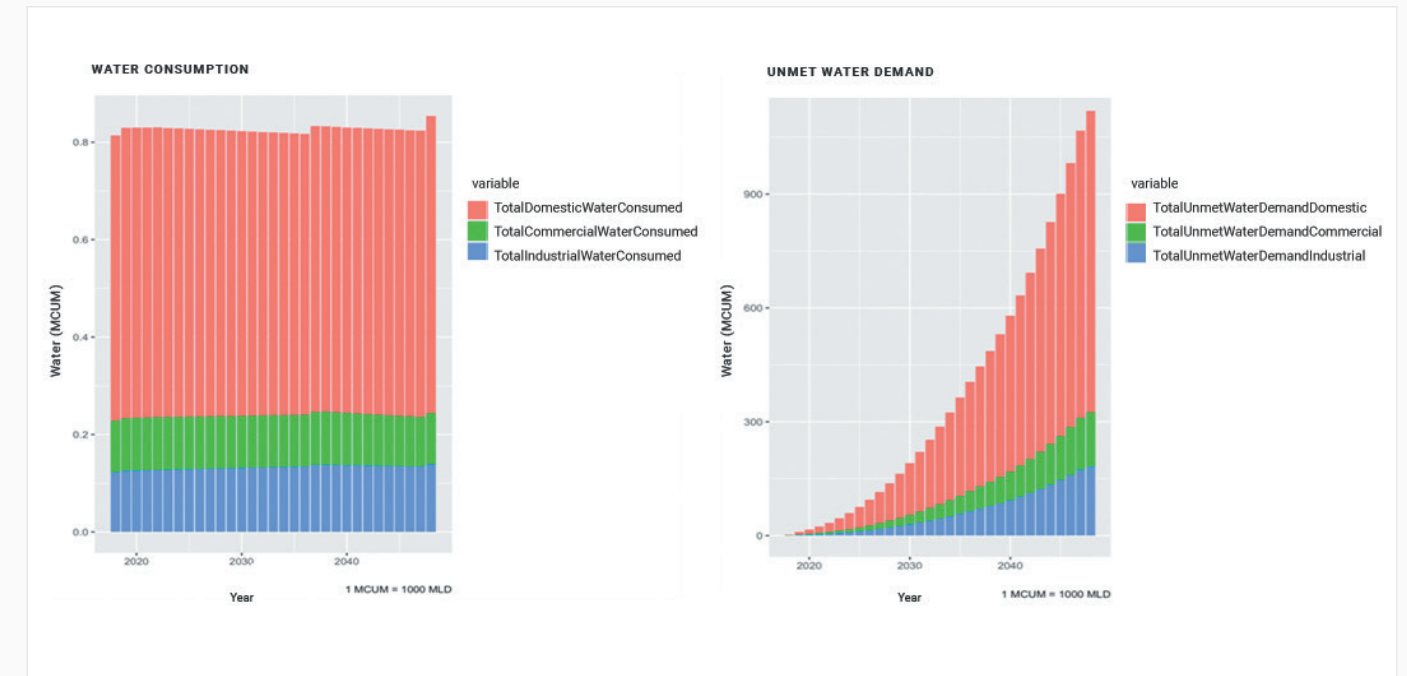 WATER CONSUMPTION
0.8
0.6
0.4
0.2
0.0
Water (MCUM)
2020
2030
2040
Year
1 MCUM = 1000 MLD
variable
TotalDomesticWaterConsumed
TotalCommercialWaterConsumed
TotalIndustrialWaterConsumed
UNMET WATER DEMAND
900
600
300
0
Water (MCUM)
2020
2030
2040
Year
1 MCUM = 1000 MLD
variable
TotalUnmetWaterDemandDomestic
TotalUnmetWaterDemandCommercial
TotalUnmetWaterDemandIndustrial